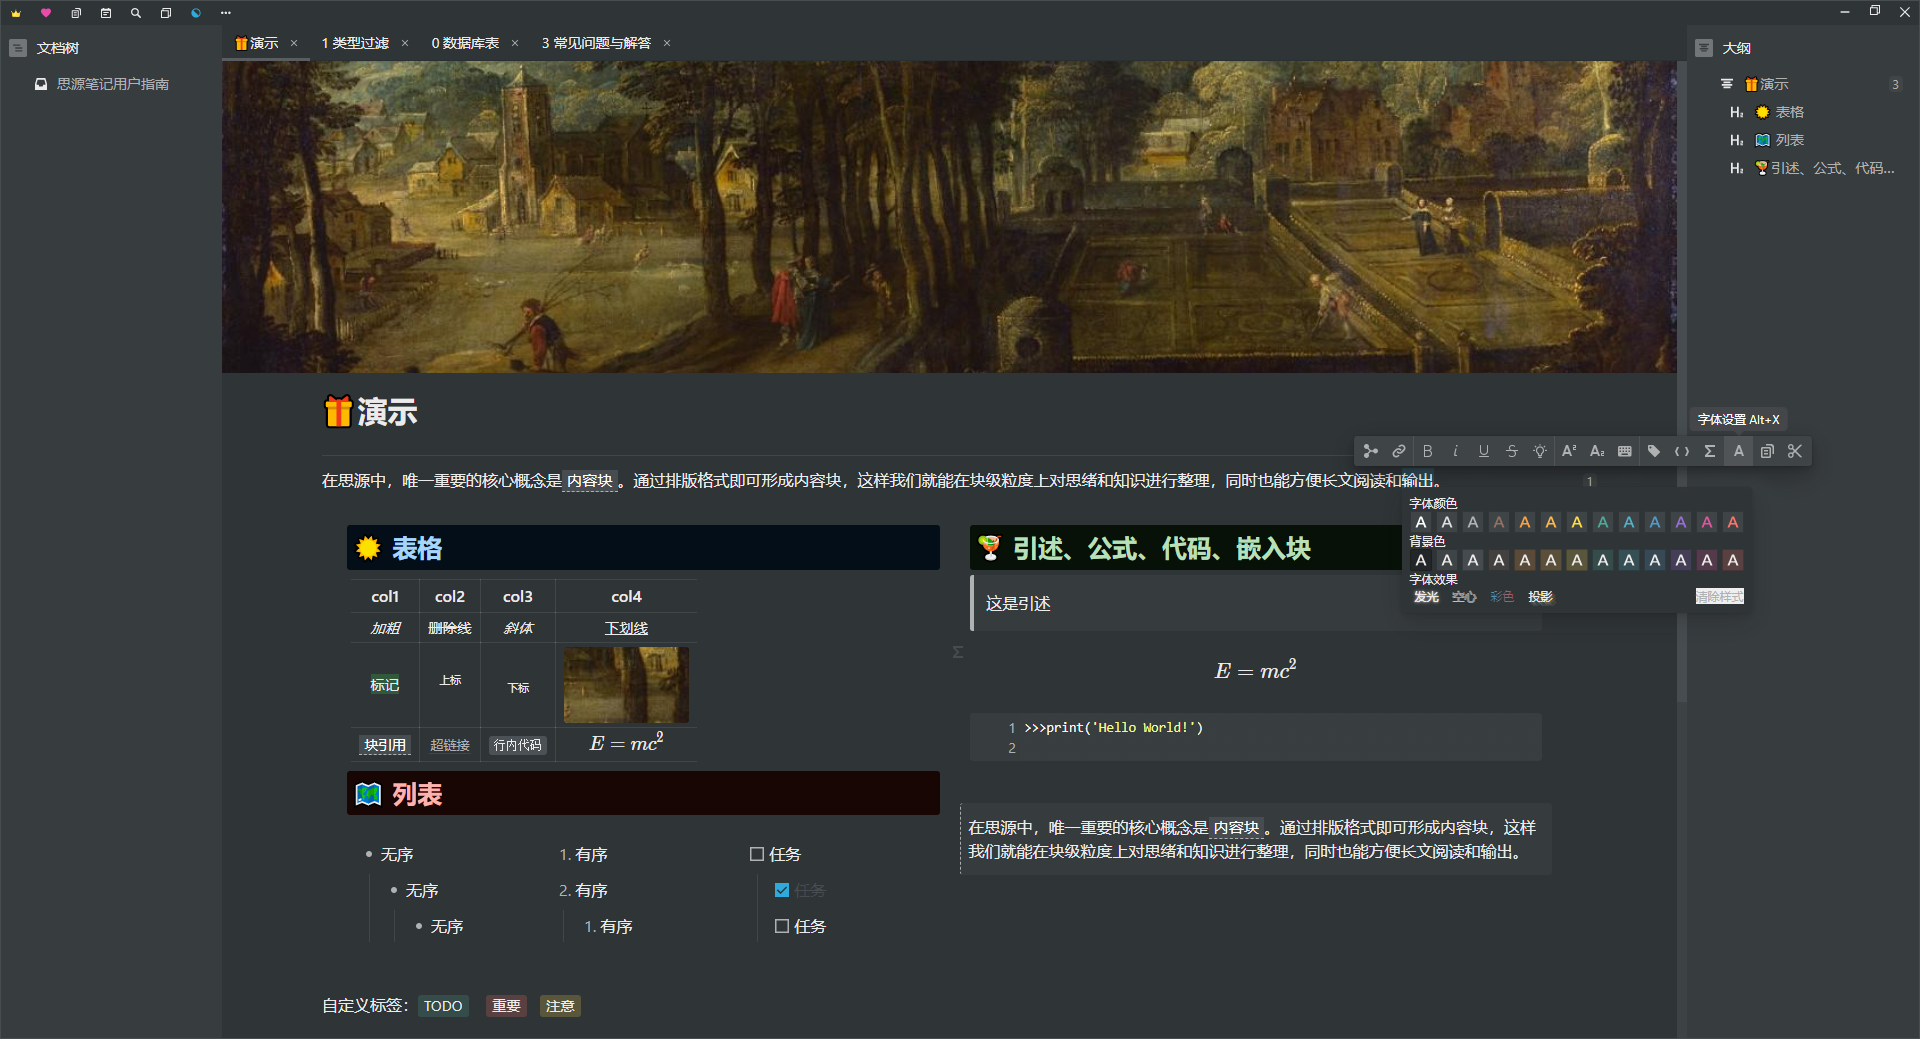 文档树
思源笔记用户指南
演示
1 类型过滤
0 数据库表
3 常见问题与解答
大纲
演示 3
H₂ 表格
H₂ 列表
H₂ 引述、公式、代码...
演示
字体设置 Alt+X
B i U S A² A₂ Σ A
在思源中，唯一重要的核心概念是 内容块 。通过排版格式即可形成内容块，这样我们就能在块级粒度上对思绪和知识进行整理，同时也能方便长文阅读和输出。
1
字体颜色
A A A A A A A A A A A A A
背景色
A A A A A A A A A A A A A
字体效果
发光 空心 彩色 投影 清除样式
表格
col1 col2 col3 col4
加粗 删除线 斜体 下划线
标记 上标 下标
块引用 超链接 行内代码 E = mc²
列表
无序
无序
无序
1. 有序
2. 有序
1. 有序
任务
任务
任务
引述、公式、代码、嵌入块
这是引述
Σ
E = mc²
1 >>>print('Hello World!')
2
在思源中，唯一重要的核心概念是 内容块 。通过排版格式即可形成内容块，这样
我们就能在块级粒度上对思绪和知识进行整理，同时也能方便长文阅读和输出。
自定义标签： TODO 重要 注意